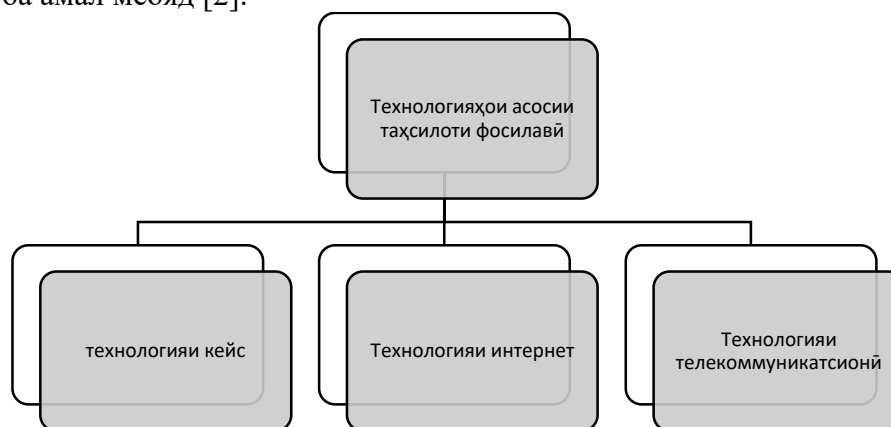 ба амал меояд [2].
Технологияҳои асосии
таҳсилоти фосилавӣ
технологияи кейс
Технологияи интернет
Технологияи
телекоммуникатсионӣ